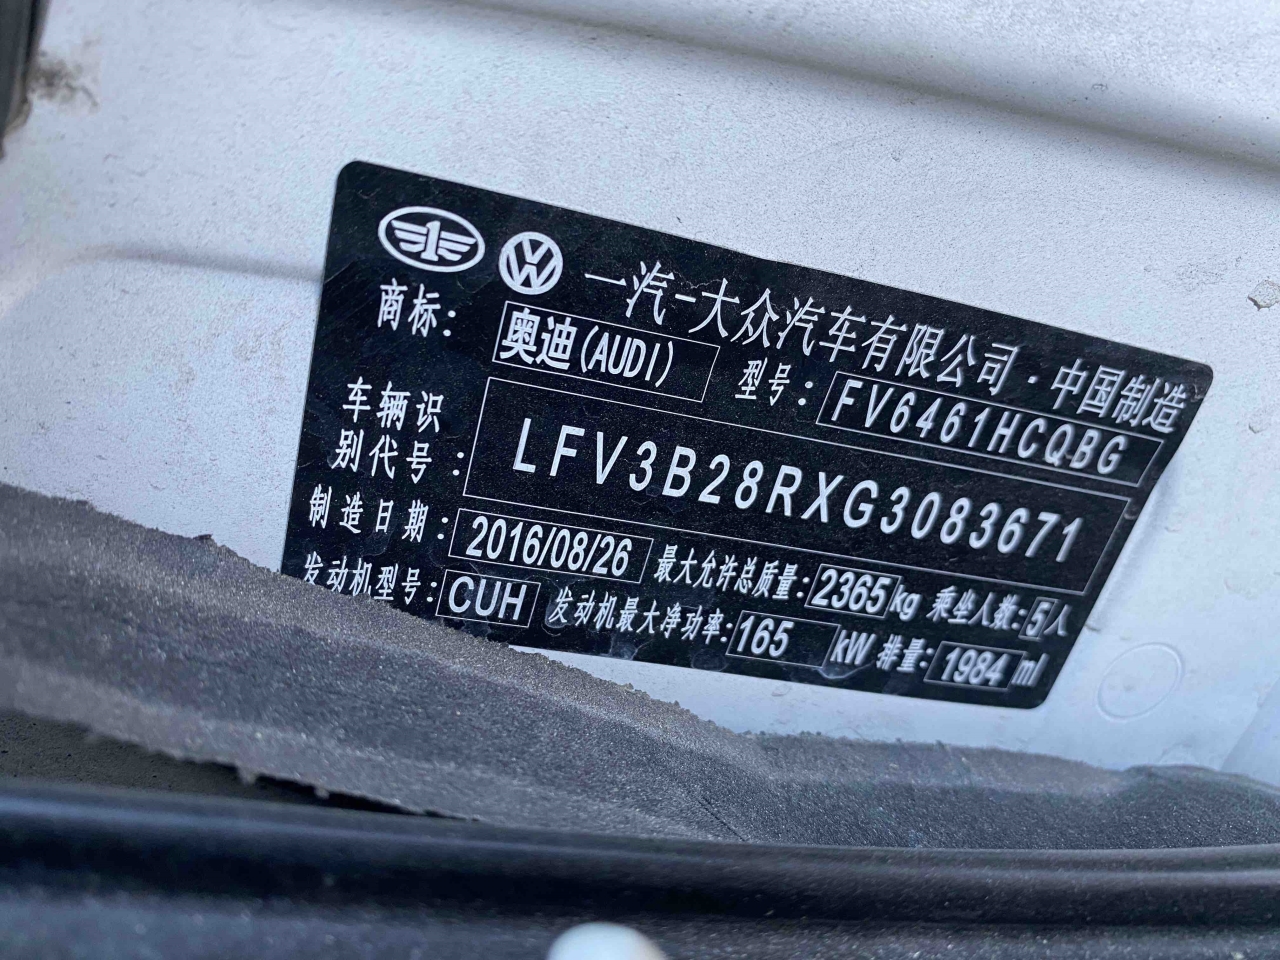 一汽-大众汽车有限公司·中国制造
商标: 奥迪(AUDI) 型号: FV6461HCQBG
车辆识别代号: LFV3B28RXG3083671
制造日期: 2016/08/26 最大允许总质量: 2365kg 乘坐人数: 5人
发动机型号: CUH 发动机最大净功率: 165 kW 排量: 1984 ml